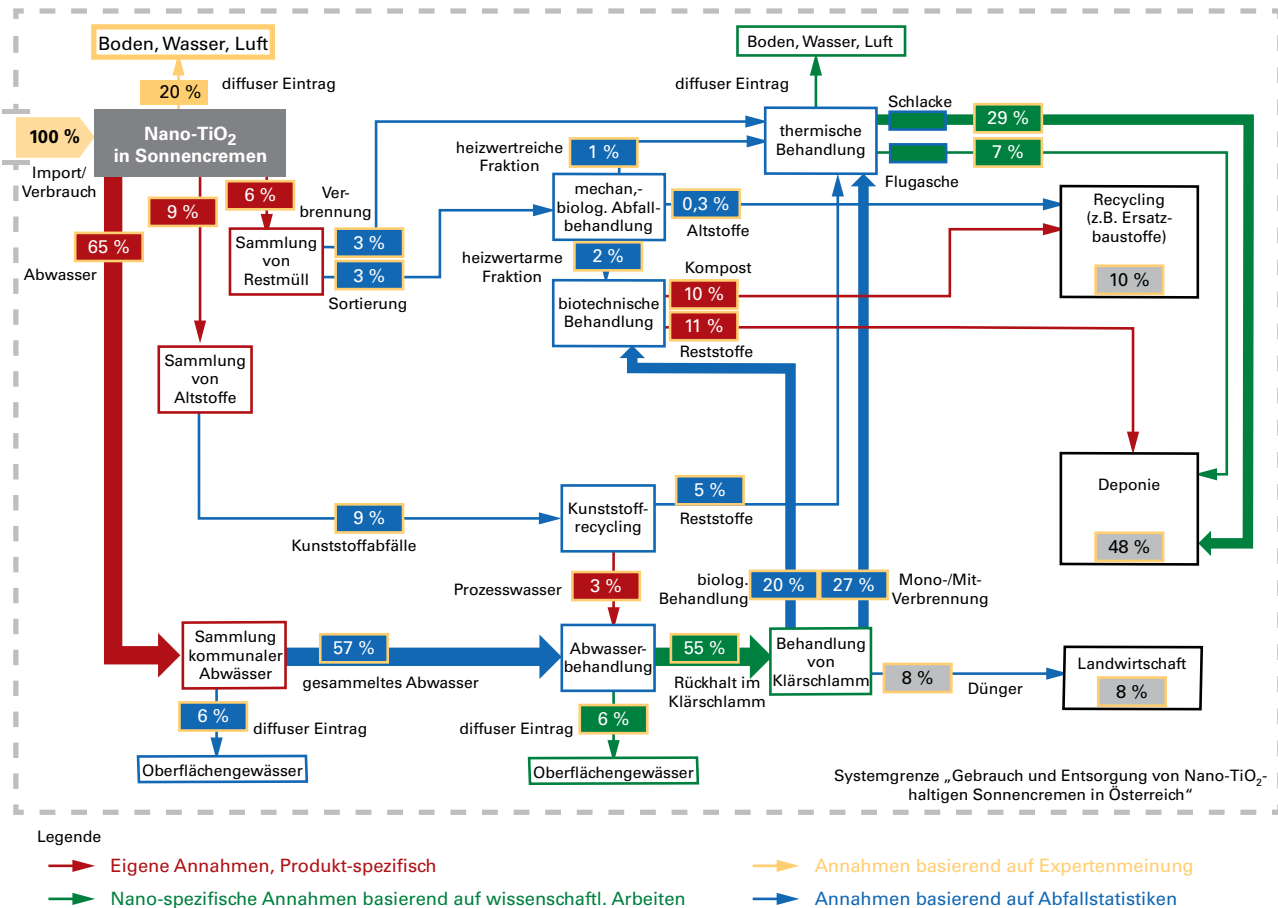 Boden, Wasser, Luft
20 %
diffuser Eintrag
100 %
Import/
Verbrauch
Nano-TiO2
in Sonnencremen
65 %
Abwasser
9 %
6 %
Sammlung
von
Restmüll
Ver-
brennung
3 %
3 %
Sortierung
heizwertreiche
Fraktion
1 %
mechan,-
biolog. Abfall-
behandlung
0,3 %
Altstoffe
heizwertarme
Fraktion
2 %
biotechnische
Behandlung
Kompost
10 %
11 %
Reststoffe
Boden, Wasser, Luft
diffuser Eintrag
thermische
Behandlung
Schlacke
29 %
7 %
Flugasche
Recycling
(z.B. Ersatz-
baustoffe)
10 %
Sammlung
von
Altstoffe
9 %
Kunststoffabfälle
Kunststoff-
recycling
5 %
Reststoffe
Prozesswasser
3 %
Deponie
48 %
biolog.
Behandlung
20 %
27 %
Mono-/Mit-
Verbrennung
Sammlung
kommunaler
Abwässer
57 %
gesammeltes Abwasser
Abwasser-
behandlung
55 %
Rückhalt im
Klärschlamm
Behandlung
von
Klärschlamm
8 %
Dünger
Landwirtschaft
8 %
6 %
diffuser Eintrag
Oberflächengewässer
diffuser Eintrag
6 %
Oberflächengewässer
Systemgrenze „Gebrauch und Entsorgung von Nano-TiO2-
haltigen Sonnencremen in Österreich“
Legende
Eigene Annahmen, Produkt-spezifisch
Annahmen basierend auf Expertenmeinung
Nano-spezifische Annahmen basierend auf wissenschaftl. Arbeiten
Annahmen basierend auf Abfallstatistiken